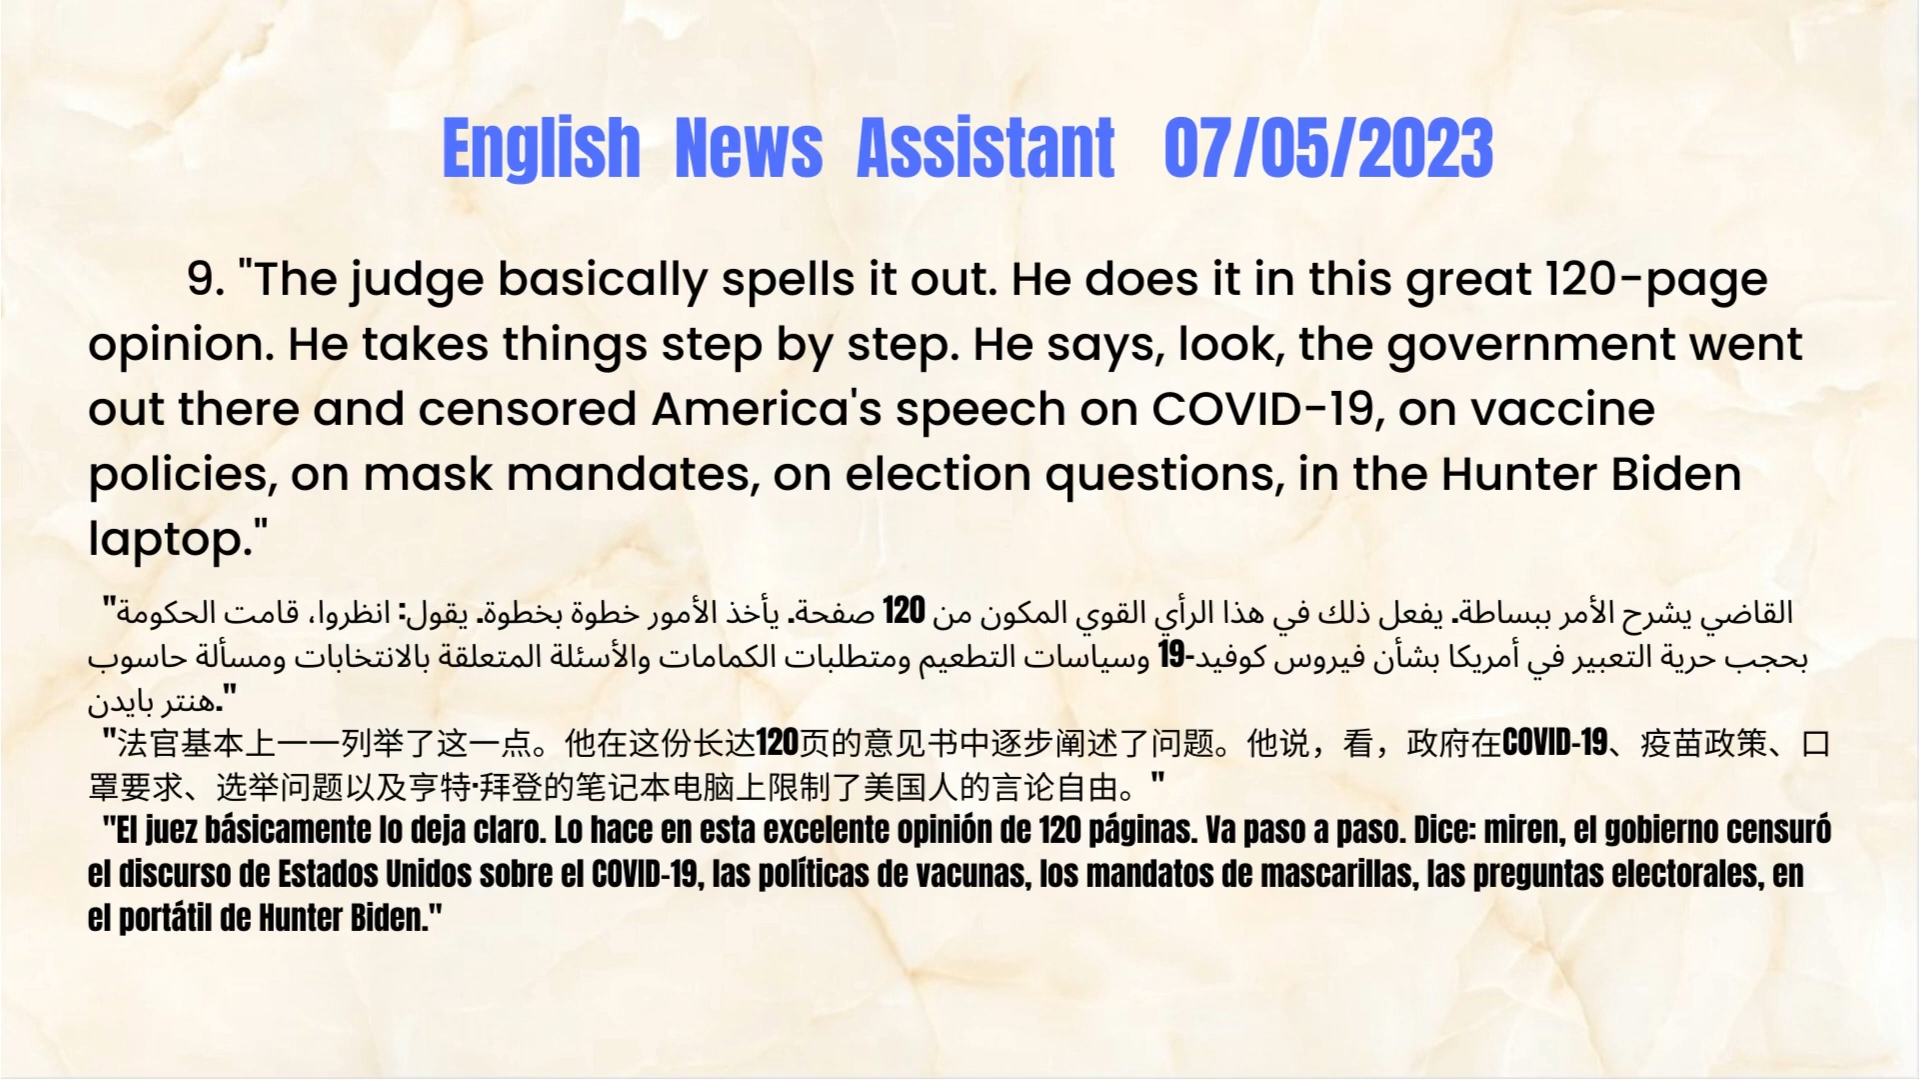 English News Assistant 07/05/2023
9. "The judge basically spells it out. He does it in this great 120-page
opinion. He takes things step by step. He says, look, the government went
out there and censored America's speech on COVID-19, on vaccine
policies, on mask mandates, on election questions, in the Hunter Biden
laptop."
"القاضي يشرح الأمر ببساطة. يفعل ذلك في هذا الرأي القوي المكون من 120 صفحة. يأخذ الأمور خطوة بخطوة. يقول: انظروا، قامت الحكومة
بحجب حرية التعبير في أمريكا بشأن فيروس كوفيد-19 وسياسات التطعيم ومتطلبات الكمامات والأسئلة المتعلقة بالانتخابات ومسألة حاسوب
هنتر بايدن."
"法官基本上一一列举了这一点。他在这份长达120页的意见书中逐步阐述了问题。他说，看，政府在COVID-19、疫苗政策、口
罩要求、选举问题以及亨特·拜登的笔记本电脑上限制了美国人的言论自由。"
"El juez básicamente lo deja claro. Lo hace en esta excelente opinión de 120 páginas. Va paso a paso. Dice: miren, el gobierno censuró
el discurso de Estados Unidos sobre el COVID-19, las políticas de vacunas, los mandatos de mascarillas, las preguntas electorales, en
el portátil de Hunter Biden."